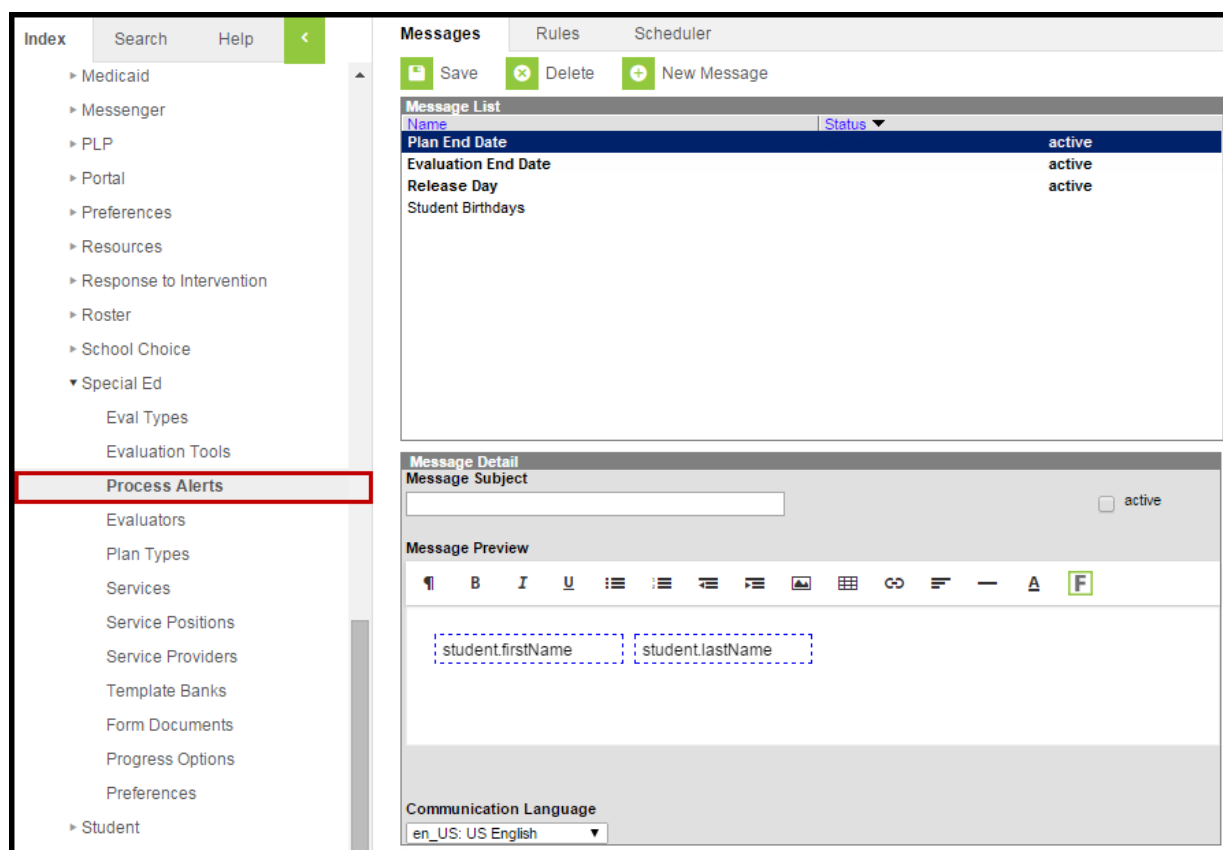 Index Search Help
Medicaid
Messenger
PLP
Portal
Preferences
Resources
Response to Intervention
Roster
School Choice
Special Ed
Eval Types
Evaluation Tools
Process Alerts
Evaluators
Plan Types
Services
Service Positions
Service Providers
Template Banks
Form Documents
Progress Options
Preferences
Student
Messages Rules Scheduler
Save Delete New Message
Message List
Name Status
Plan End Date active
Evaluation End Date active
Release Day active
Student Birthdays
Message Detail
Message Subject
active
Message Preview
¶ B I U A F
student.firstName student.lastName
Communication Language
en_US: US English